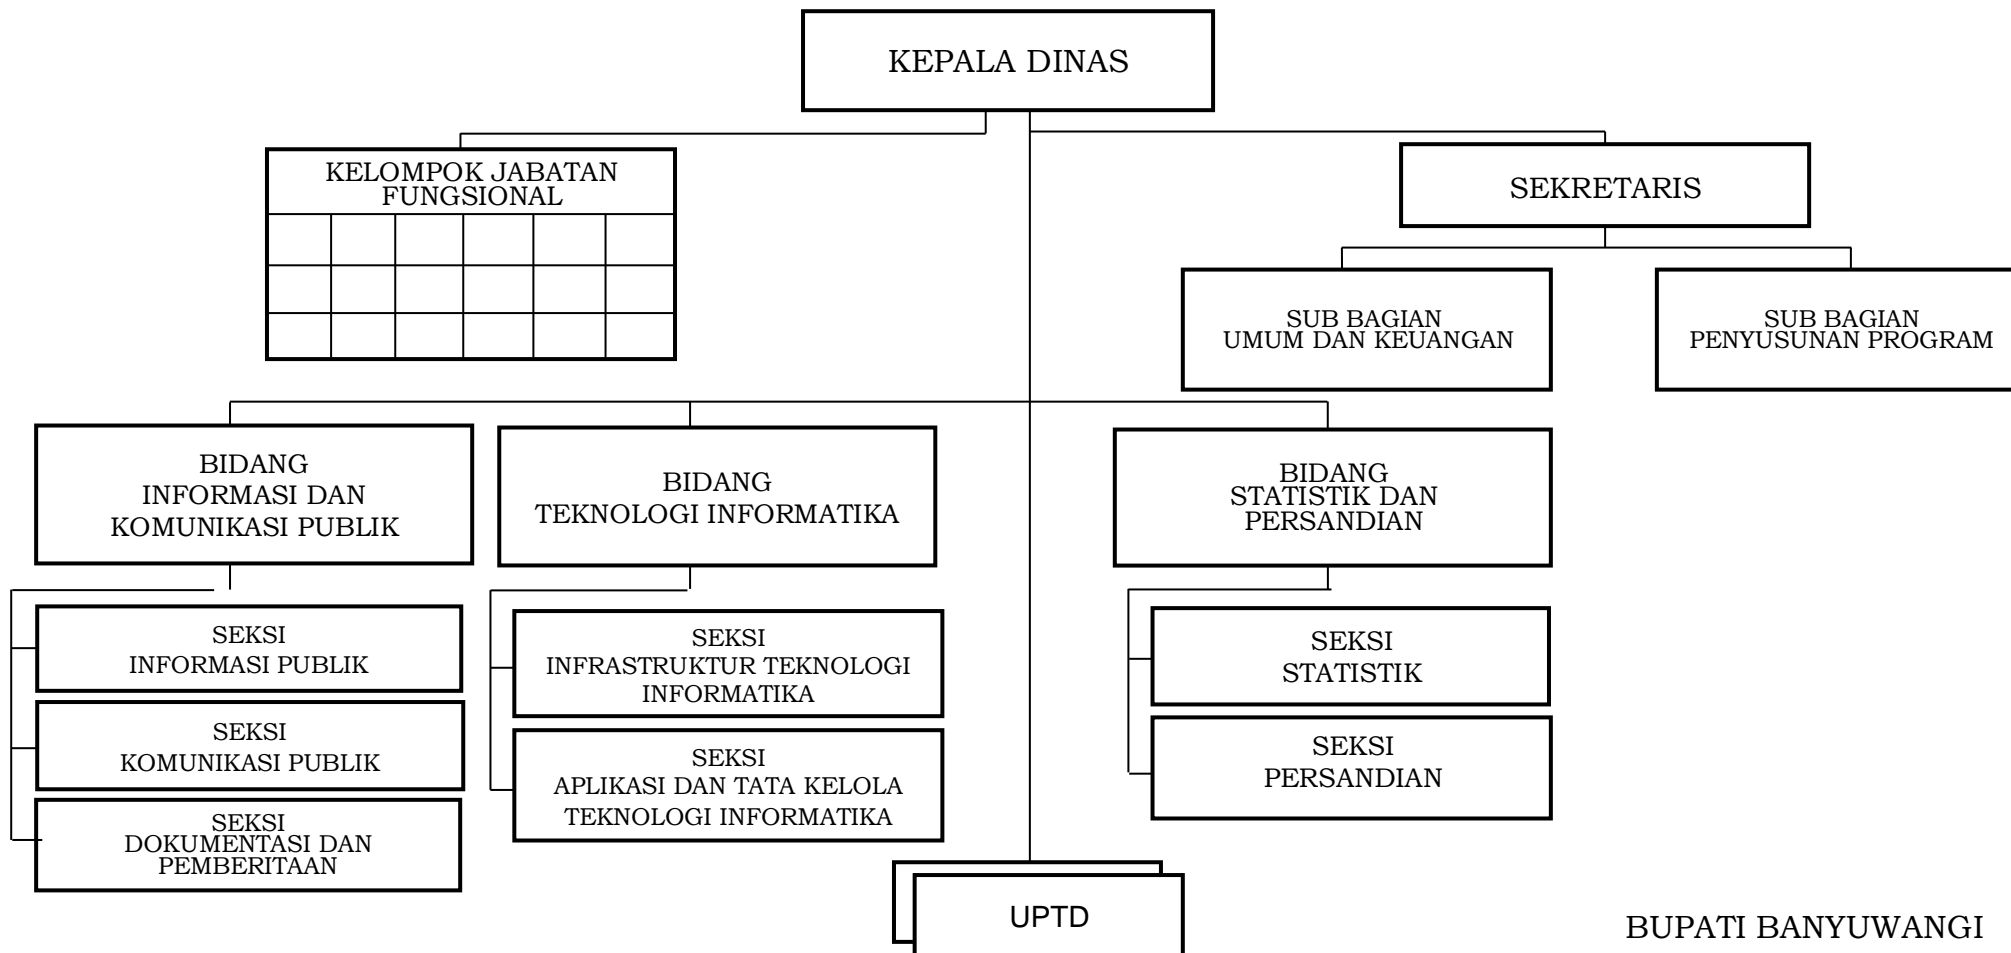 KEPALA DINAS
KELOMPOK JABATAN
FUNGSIONAL
SEKRETARIS
SUB BAGIAN
UMUM DAN KEUANGAN
SUB BAGIAN
PENYUSUNAN PROGRAM
BIDANG
INFORMASI DAN
KOMUNIKASI PUBLIK
BIDANG
TEKNOLOGI INFORMATIKA
BIDANG
STATISTIK DAN
PERSANDIAN
SEKSI
INFORMASI PUBLIK
SEKSI
KOMUNIKASI PUBLIK
SEKSI
DOKUMENTASI DAN
PEMBERITAAN
SEKSI
INFRASTRUKTUR TEKNOLOGI
INFORMATIKA
SEKSI
APLIKASI DAN TATA KELOLA
TEKNOLOGI INFORMATIKA
SEKSI
STATISTIK
SEKSI
PERSANDIAN
UPTD
BUPATI BANYUWANGI